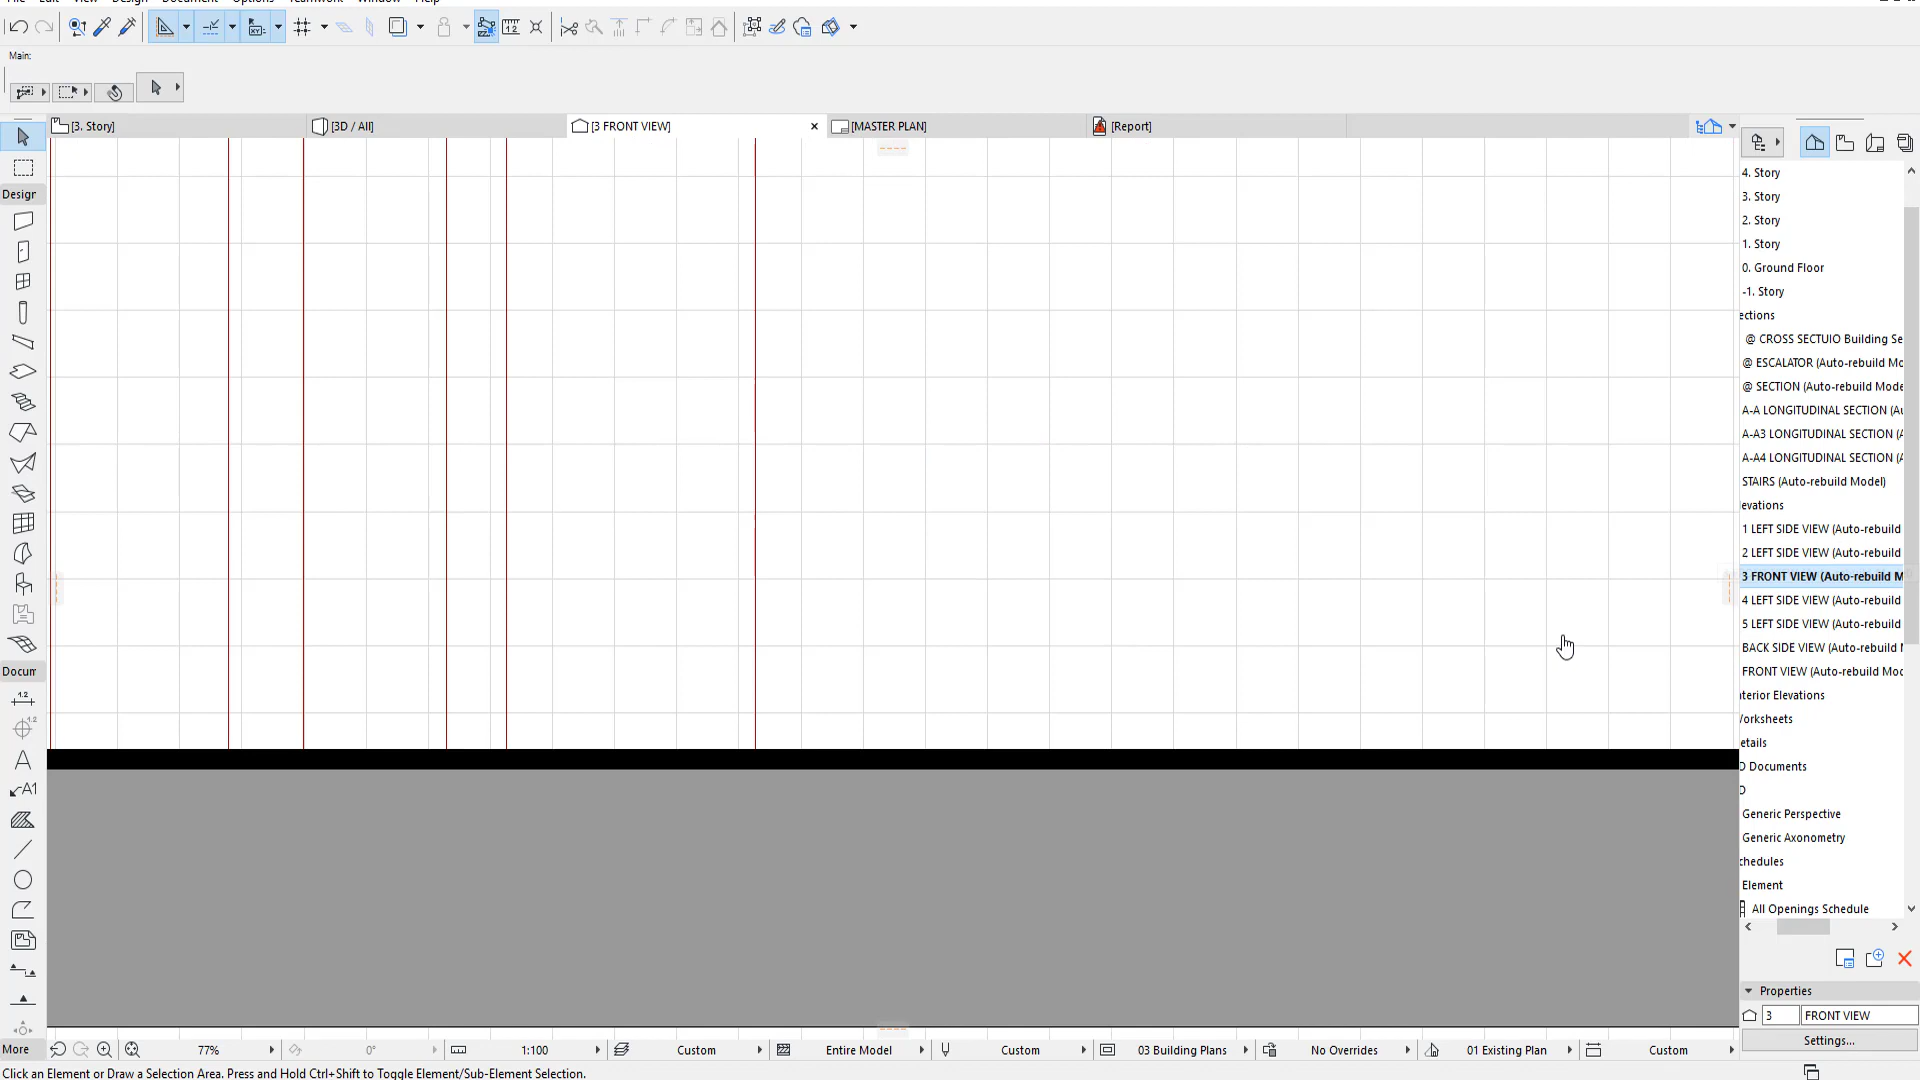 Main:
[3. Story]
[3D / All]
[3 FRONT VIEW]
[MASTER PLAN]
[Report]
Design
Docum
More
4. Story
3. Story
2. Story
1. Story
0. Ground Floor
-1. Story
ections
@ CROSS SECTUIO Building Se
@ ESCALATOR (Auto-rebuild Mo
@ SECTION (Auto-rebuild Mode
A-A LONGITUDINAL SECTION (Au
A-A3 LONGITUDINAL SECTION (A
A-A4 LONGITUDINAL SECTION (A
STAIRS (Auto-rebuild Model)
levations
1 LEFT SIDE VIEW (Auto-rebuild
2 LEFT SIDE VIEW (Auto-rebuild
3 FRONT VIEW (Auto-rebuild M
4 LEFT SIDE VIEW (Auto-rebuild
5 LEFT SIDE VIEW (Auto-rebuild
BACK SIDE VIEW (Auto-rebuild
FRONT VIEW (Auto-rebuild Mod
nterior Elevations
Vorksheets
etails
D Documents
D
Generic Perspective
Generic Axonometry
chedules
Element
All Openings Schedule
Properties
3
FRONT VIEW
Settings...
77%
0°
1:100
Custom
Entire Model
Custom
03 Building Plans
No Overrides
01 Existing Plan
Custom
Click an Element or Draw a Selection Area. Press and Hold Ctrl+Shift to Toggle Element/Sub-Element Selection.